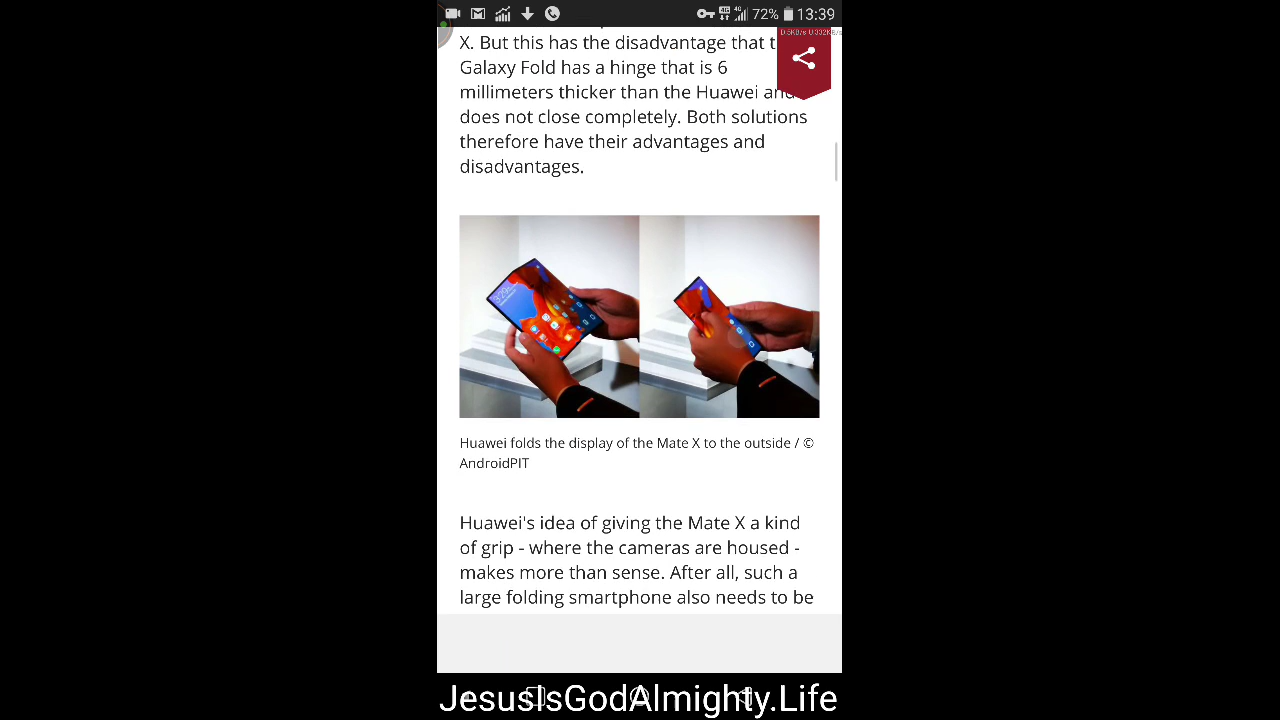 72% 13:39
X. But this has the disadvantage that
Galaxy Fold has a hinge that is 6
millimeters thicker than the Huawei and
does not close completely. Both solutions
therefore have their advantages and
disadvantages.
Huawei folds the display of the Mate X to the outside / ©
AndroidPIT
Huawei's idea of giving the Mate X a kind
of grip - where the cameras are housed -
makes more than sense. After all, such a
large folding smartphone also needs to be
JesusIsGodAlmighty.Life